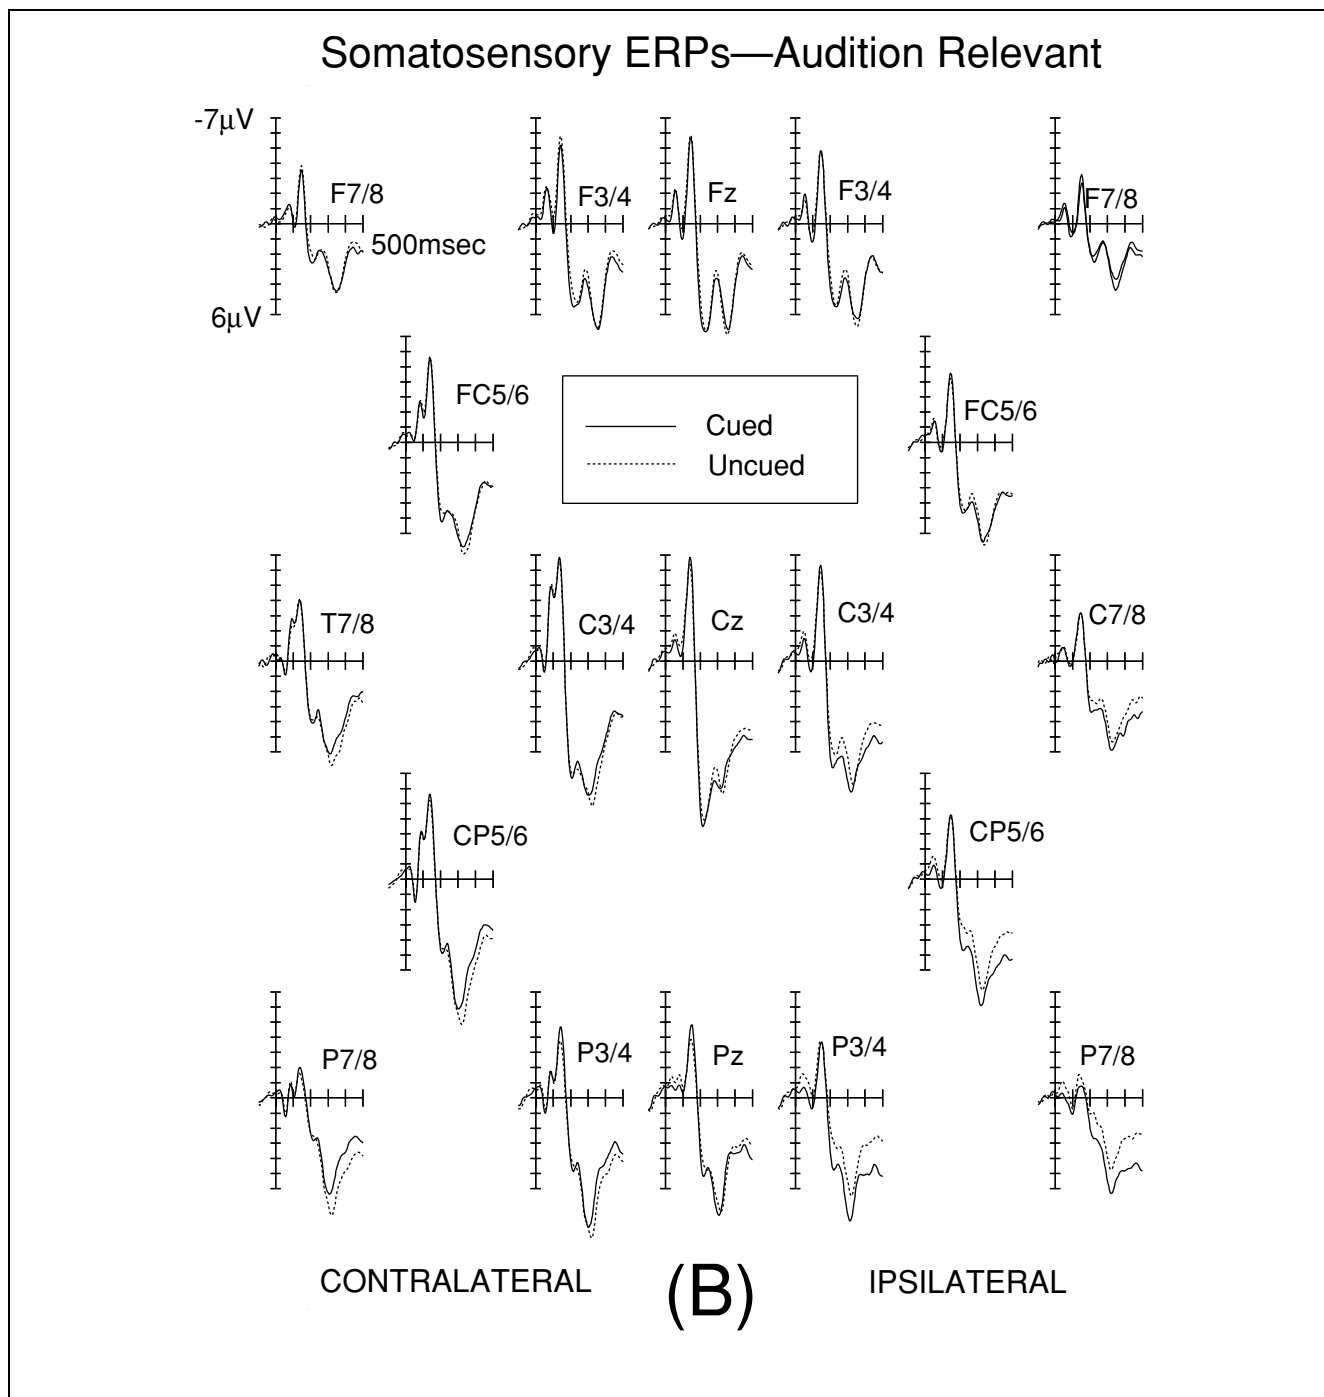 Somatosensory ERPs—Audition Relevant
-7μV
F7/8
F3/4
Fz
F3/4
F7/8
500msec
6μV
FC5/6
FC5/6
Cued
Uncued
T7/8
C3/4
Cz
C3/4
C7/8
CP5/6
CP5/6
P7/8
P3/4
Pz
P3/4
P7/8
CONTRALATERAL
(B)
IPSILATERAL